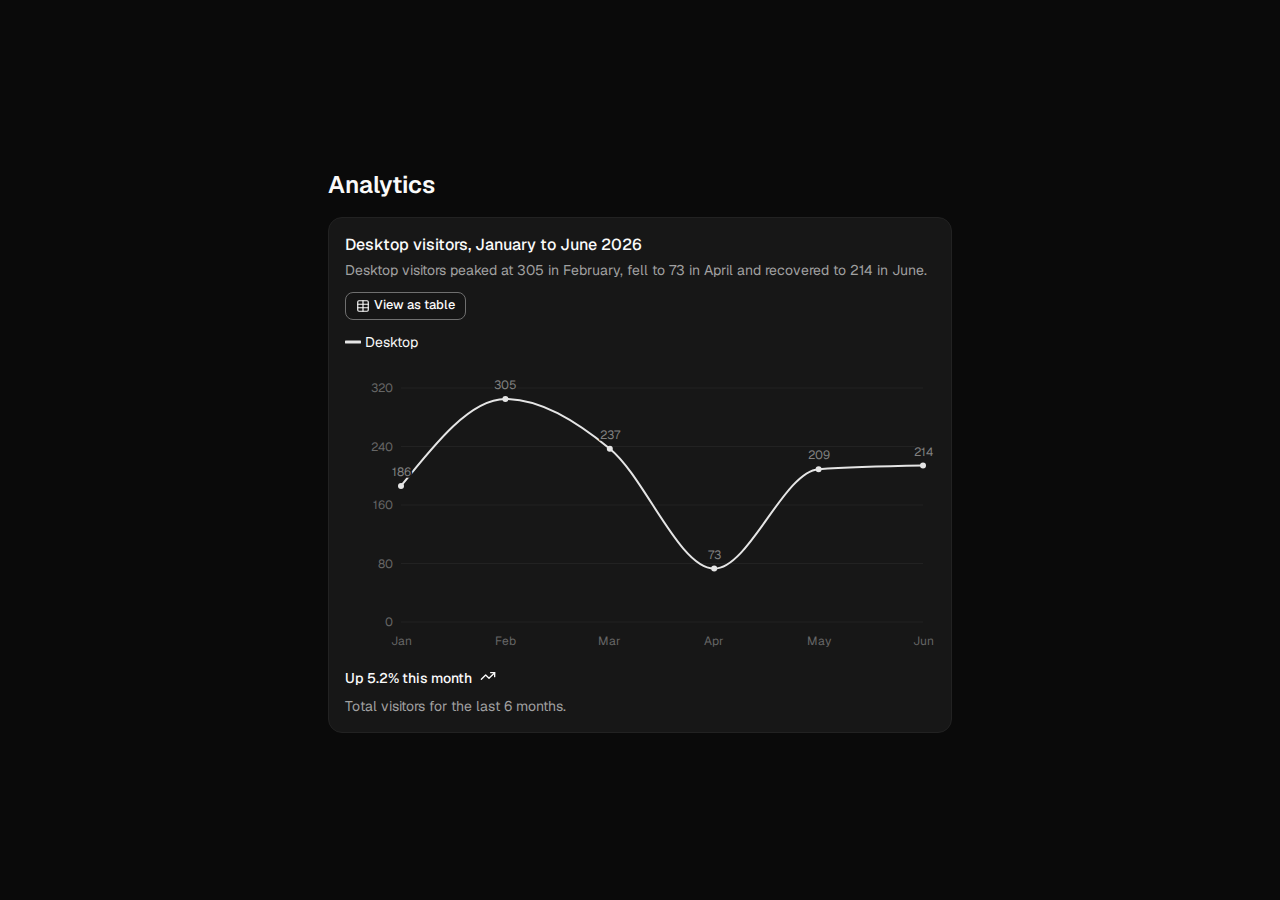 Analytics
Desktop visitors, January to June 2026
Desktop visitors peaked at 305 in February, fell to 73 in April and recovered to 214 in June.
View as table
Desktop
320
305
240
237
186
209
214
160
73
80
0
Jan Feb Mar Apr May Jun
Up 5.2% this month
Total visitors for the last 6 months.